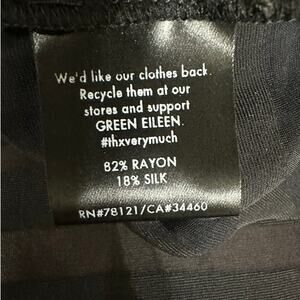 We'd like our clothes back.
Recycle them at our
stores and support
GREEN EILEEN.
#thxverymuch
82% RAYON
18% SILK
RN#78121/CA#34460